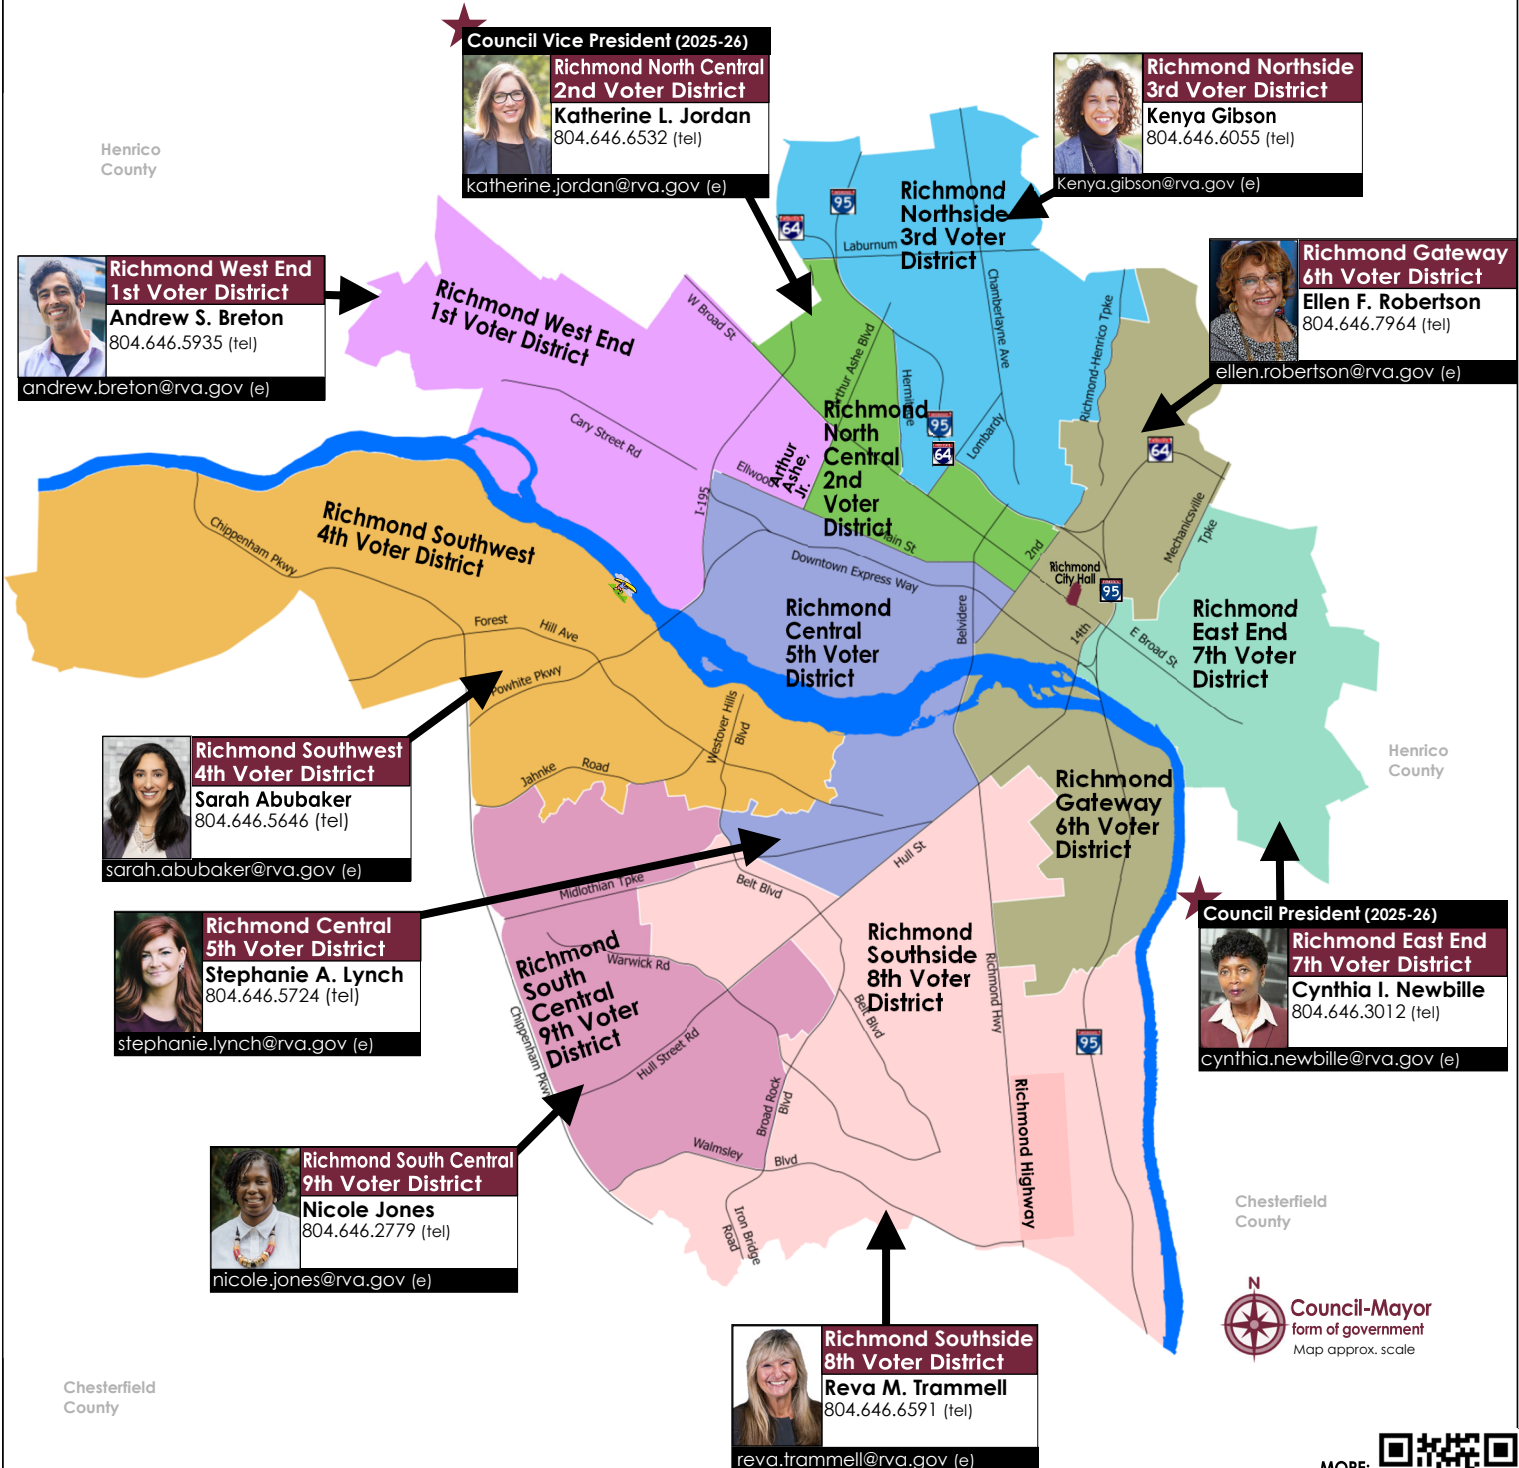 Council Vice President (2025-26)
Richmond North Central
2nd Voter District
Katherine L. Jordan
804.646.6532 (tel)
katherine.jordan@rva.gov (e)
Richmond Northside
3rd Voter District
Kenya Gibson
804.646.6055 (tel)
Kenya.gibson@rva.gov (e)
Henrico
County
Richmond West End
1st Voter District
Andrew S. Breton
804.646.5935 (tel)
andrew.breton@rva.gov (e)
Richmond Gateway
6th Voter District
Ellen F. Robertson
804.646.7964 (tel)
ellen.robertson@rva.gov (e)
95
64
Laburnum
Richmond
Northside
3rd Voter
District
Chamberlayne Ave
Richmond-Henrico Tpke
Richmond West End
1st Voter District
W Broad St
Arthur Ashe Blvd
Hermitage
95
64
Lombardy
64
Cary Street Rd
Ellwood
Arthur
Ashe,
Jr.
Richmond
North
Central
2nd
Voter
District
Main St
I-195
2nd
Mechanicsville
Tpke
Richmond Southwest
4th Voter District
Chippenham Pkwy
Downtown Express Way
Richmond
City Hall
95
Belvidere
14th
E Broad St
Richmond
Central
5th Voter
District
Richmond
East End
7th Voter
District
Forest
Hill Ave
Powhite Pkwy
Westover Hills
Blvd
Jahnke
Road
Henrico
County
Richmond Southwest
4th Voter District
Sarah Abubaker
804.646.5646 (tel)
sarah.abubaker@rva.gov (e)
Richmond
Gateway
6th Voter
District
Hull St
Belt Blvd
Midlothian Tpke
Richmond Central
5th Voter District
Stephanie A. Lynch
804.646.5724 (tel)
stephanie.lynch@rva.gov (e)
Council President (2025-26)
Richmond East End
7th Voter District
Cynthia I. Newbille
804.646.3012 (tel)
cynthia.newbille@rva.gov (e)
Richmond
South
Central
9th Voter
District
Warwick Rd
Richmond
Southside
8th Voter
District
Belt Blvd
Richmond Hwy
Chippenham Pkwy
Hull Street Rd
95
Broad Rock
Blvd
Richmond Highway
Walmsley
Blvd
Iron Bridge
Road
Richmond South Central
9th Voter District
Nicole Jones
804.646.2779 (tel)
nicole.jones@rva.gov (e)
Chesterfield
County
N
Council-Mayor
form of government
Map approx. scale
Richmond Southside
8th Voter District
Reva M. Trammell
804.646.6591 (tel)
reva.trammell@rva.gov (e)
Chesterfield
County
MORE: